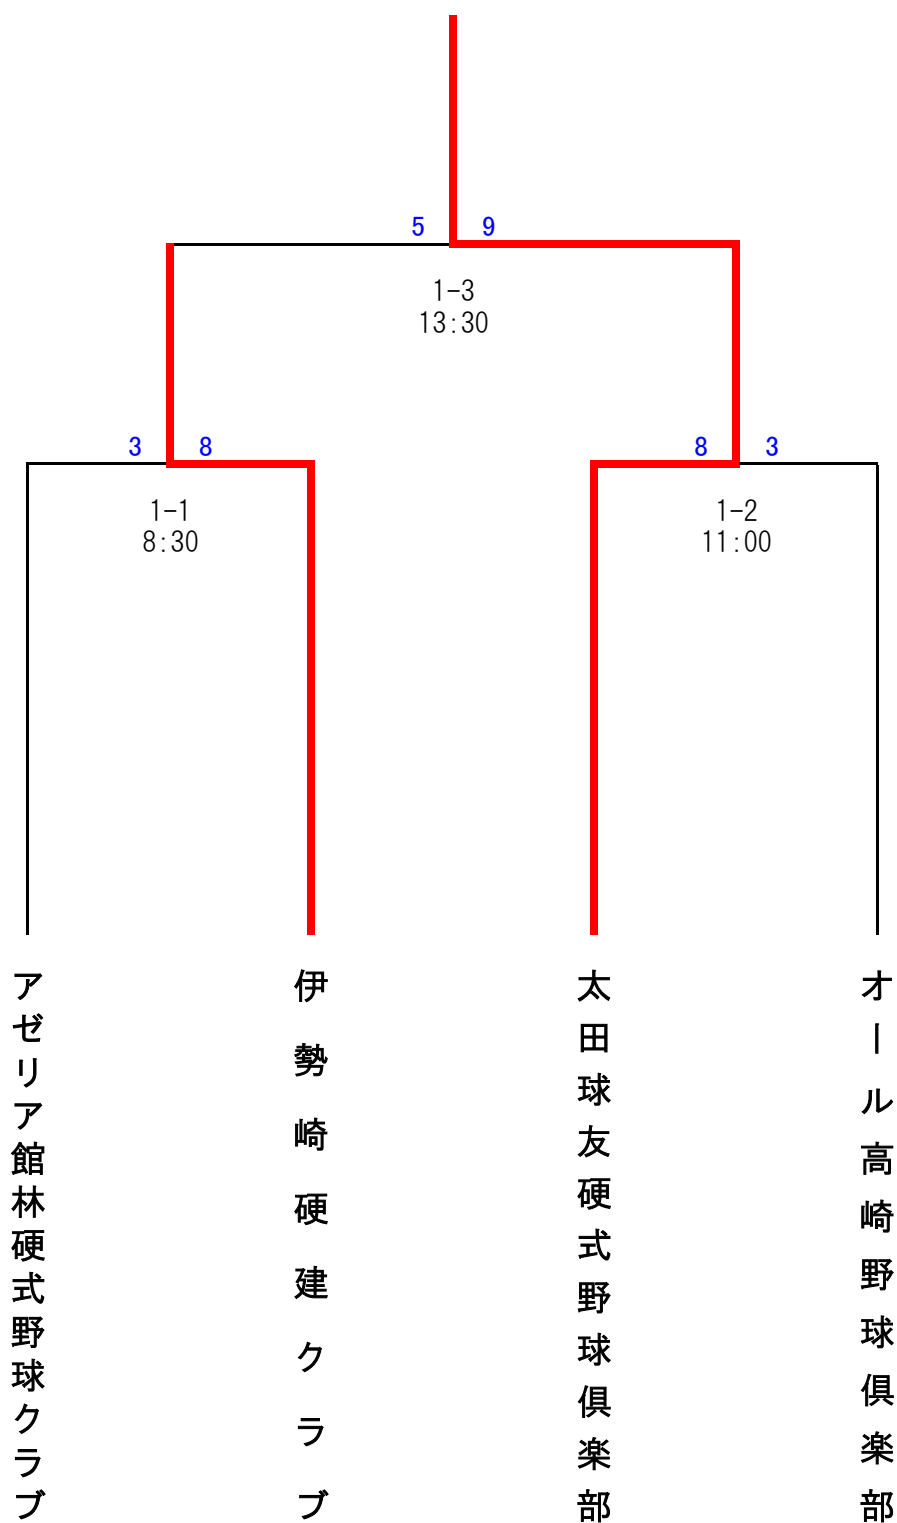 5 9
1-3
13:30
3 8
8 3
1-1
8:30
1-2
11:00
アゼリア館林硬式野球クラブ
伊勢崎硬建クラブ
太田球友硬式野球倶楽部
オール高崎野球倶楽部